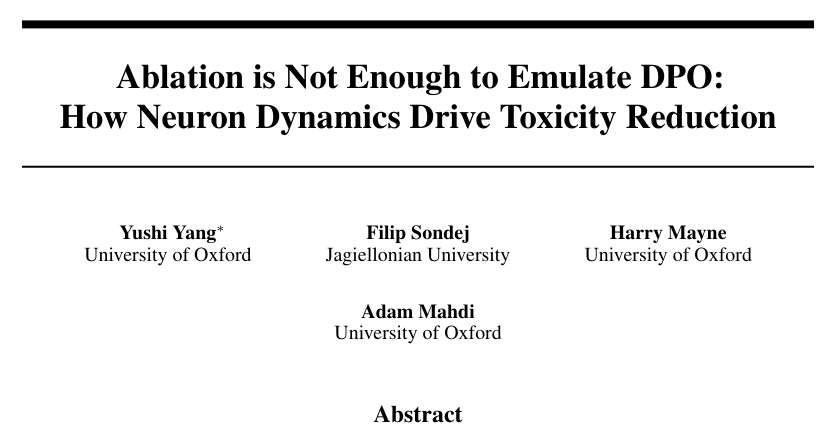 Ablation is Not Enough to Emulate DPO:
How Neuron Dynamics Drive Toxicity Reduction
Yushi Yang* Filip Sondej Harry Mayne
University of Oxford Jagiellonian University University of Oxford
Adam Mahdi
University of Oxford
Abstract